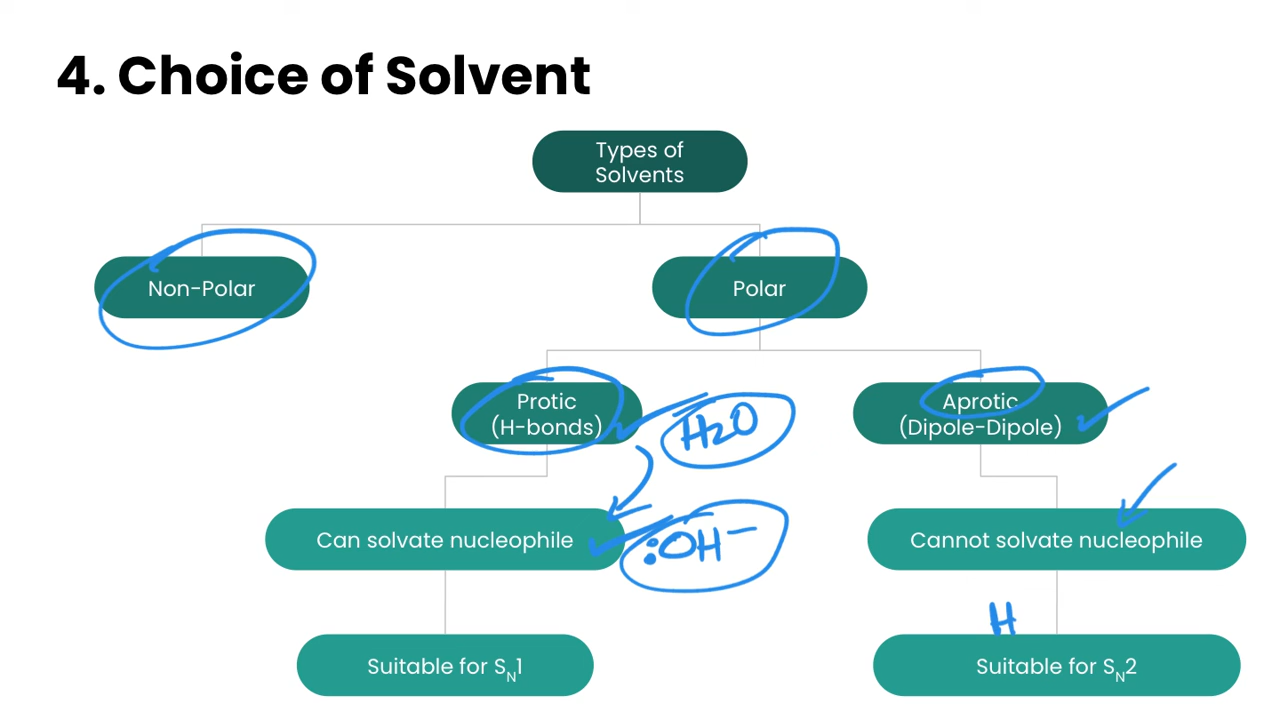 4. Choice of Solvent
Types of
Solvents
Non-Polar
Polar
Protic
(H-bonds)
H₂O
Aprotic
(Dipole-Dipole)
Can solvate nucleophile
:OH⁻
Cannot solvate nucleophile
H
Suitable for SN1
Suitable for SN2